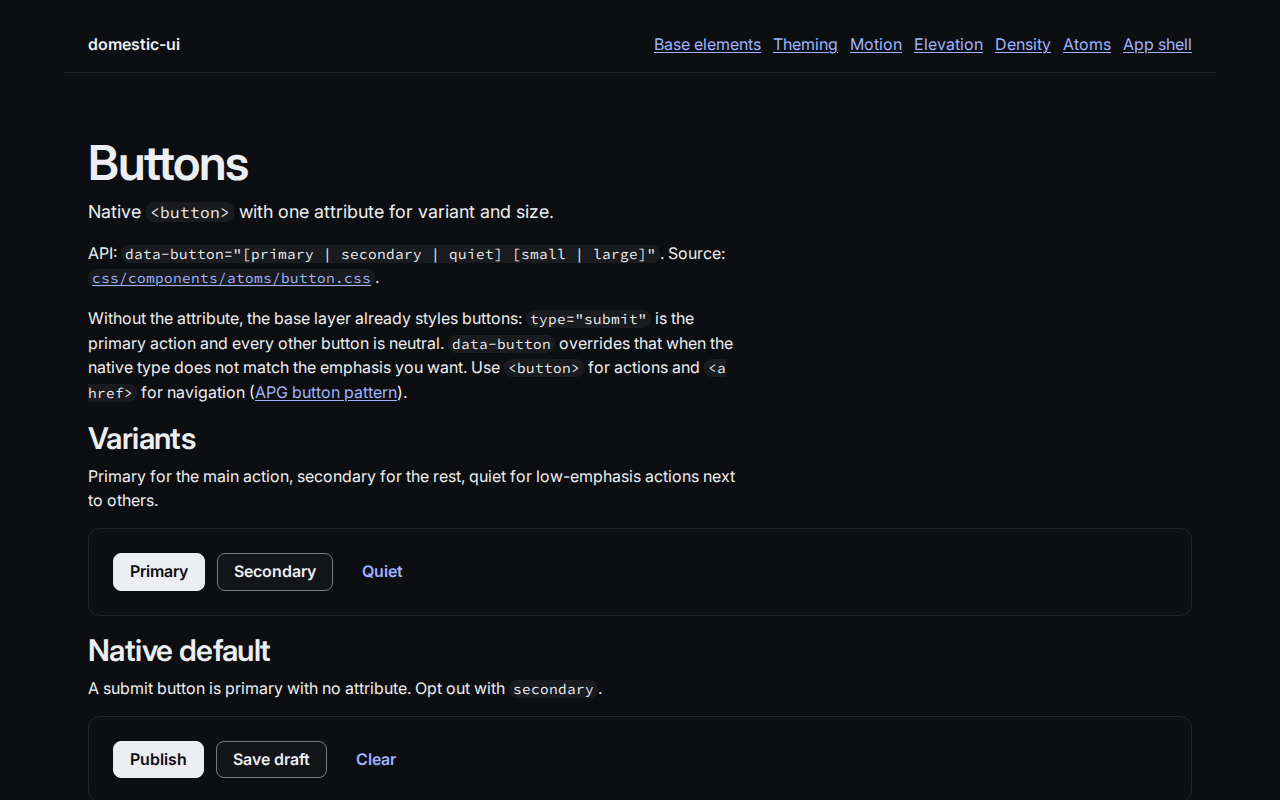 domestic-ui
Base elements Theming Motion Elevation Density Atoms App shell
Buttons
Native <button> with one attribute for variant and size.
API: data-button="[primary | secondary | quiet] [small | large]". Source:
css/components/atoms/button.css.
Without the attribute, the base layer already styles buttons: type="submit" is the
primary action and every other button is neutral. data-button overrides that when the
native type does not match the emphasis you want. Use <button> for actions and <a
href> for navigation (APG button pattern).
Variants
Primary for the main action, secondary for the rest, quiet for low-emphasis actions next
to others.
Primary Secondary Quiet
Native default
A submit button is primary with no attribute. Opt out with secondary.
Publish Save draft Clear